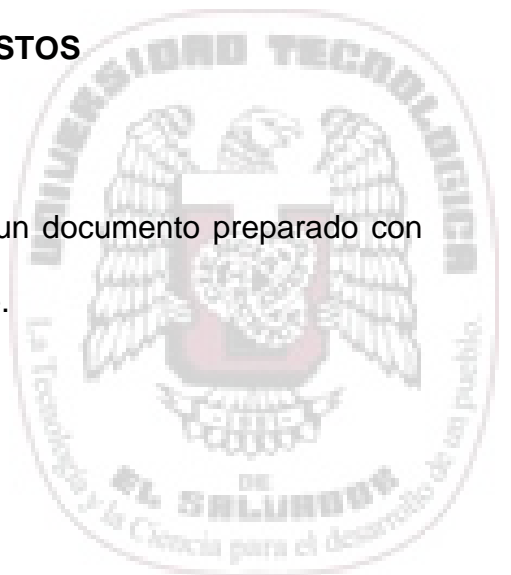 STOS
UNIVERSIDAD TECNOLOGICA
un documento preparado con
.
La Tecnología y la Ciencia para el desarrollo de un pueblo.
DE
EL SALVADOR